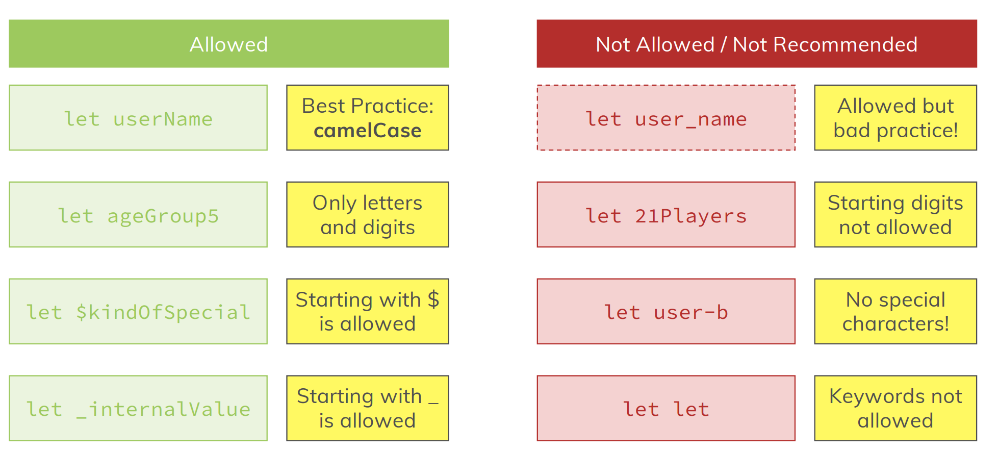 Allowed
let userName
Best Practice:
camelCase
let ageGroup5
Only letters
and digits
let $kindOfSpecial
Starting with $
is allowed
let _internalValue
Starting with _
is allowed
Not Allowed / Not Recommended
let user_name
Allowed but
bad practice!
let 21Players
Starting digits
not allowed
let user-b
No special
characters!
let let
Keywords not
allowed